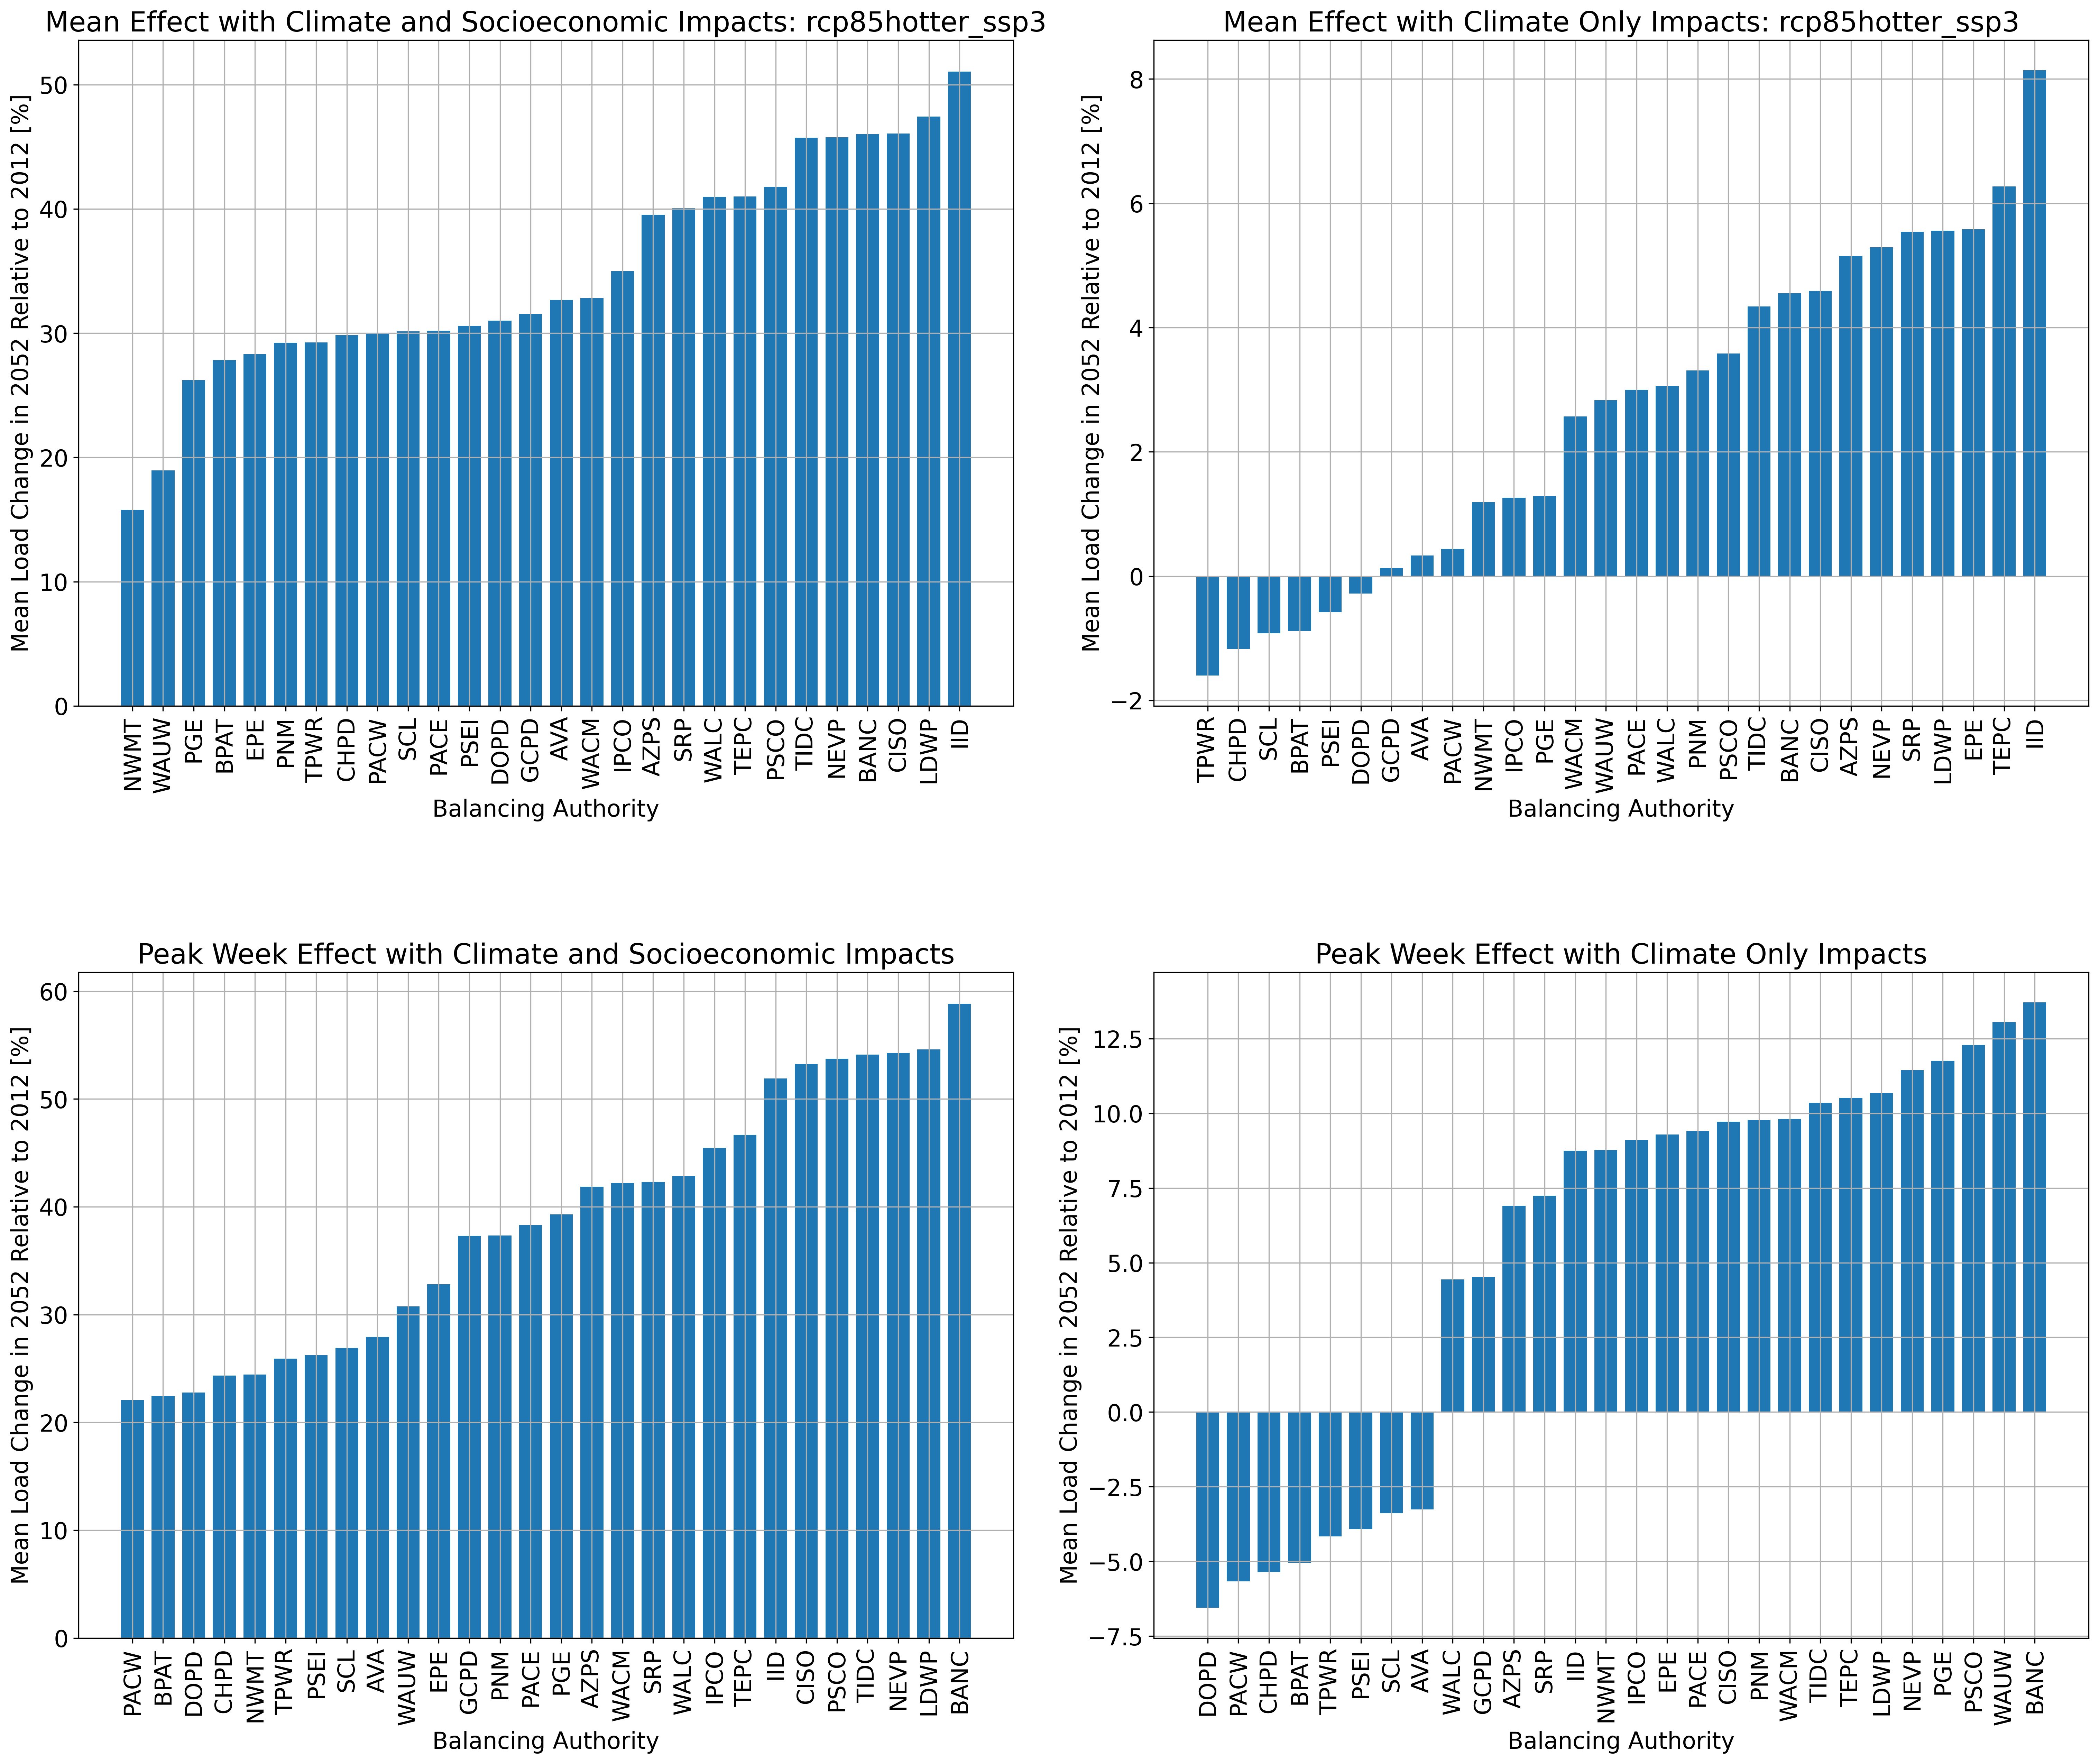 Mean Effect with Climate and Socioeconomic Impacts: rcp85hotter_ssp3
Mean Load Change in 2052 Relative to 2012 [%]
50
40
30
20
10
0
NWMT WAUW PGE BPAT EPE PNM TPWR CHPD PACW SCL PACE PSEI DOPD GCPD AVA WACM IPCO AZPS SRP WALC TEPC PSCO TIDC NEVP BANC CISO LDWP IID
Balancing Authority
Mean Effect with Climate Only Impacts: rcp85hotter_ssp3
Mean Load Change in 2052 Relative to 2012 [%]
8
6
4
2
0
−2
TPWR CHPD SCL BPAT PSEI DOPD GCPD AVA PACW NWMT IPCO PGE WACM WAUW PACE WALC PNM PSCO TIDC BANC CISO AZPS NEVP SRP LDWP EPE TEPC IID
Balancing Authority
Peak Week Effect with Climate and Socioeconomic Impacts
Mean Load Change in 2052 Relative to 2012 [%]
60
50
40
30
20
10
0
PACW BPAT DOPD CHPD NWMT TPWR PSEI SCL AVA WAUW EPE GCPD PNM PACE PGE AZPS WACM SRP WALC IPCO TEPC IID CISO PSCO TIDC NEVP LDWP BANC
Balancing Authority
Peak Week Effect with Climate Only Impacts
Mean Load Change in 2052 Relative to 2012 [%]
12.5
10.0
7.5
5.0
2.5
0.0
−2.5
−5.0
−7.5
DOPD PACW CHPD BPAT TPWR PSEI SCL AVA WALC GCPD AZPS SRP IID NWMT IPCO EPE PACE CISO PNM WACM TIDC TEPC LDWP NEVP PGE PSCO WAUW BANC
Balancing Authority